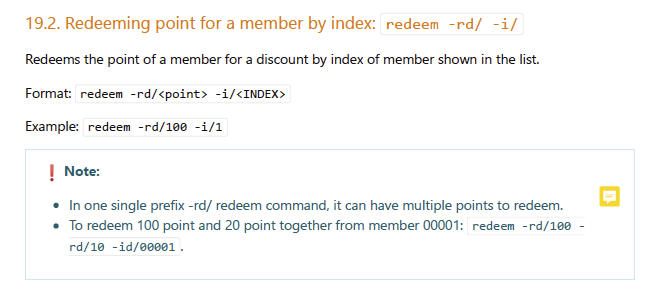 19.2. Redeeming point for a member by index: redeem -rd/ -i/
Redeems the point of a member for a discount by index of member shown in the list.
Format: redeem -rd/<point> -i/<INDEX>
Example: redeem -rd/100 -i/1
Note:
In one single prefix -rd/ redeem command, it can have multiple points to redeem.
To redeem 100 point and 20 point together from member 00001: redeem -rd/100 -
rd/10 -id/00001 .